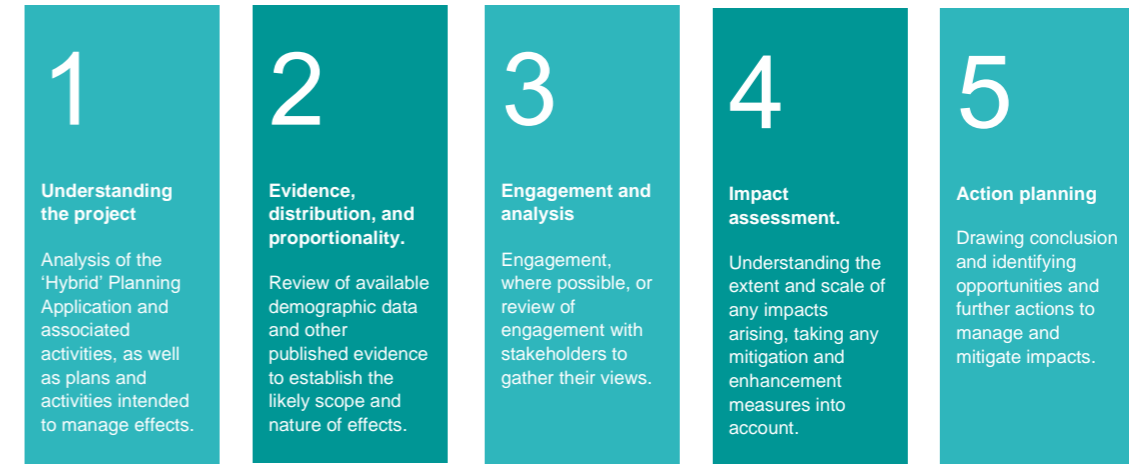 1
Understanding
the project
Analysis of the
‘Hybrid’ Planning
Application and
associated
activities, as well
as plans and
activities intended
to manage effects.
2
Evidence,
distribution, and
proportionality.
Review of available
demographic data
and other
published evidence
to establish the
likely scope and
nature of effects.
3
Engagement and
analysis
Engagement,
where possible, or
review of
engagement with
stakeholders to
gather their views.
4
Impact
assessment.
Understanding the
extent and scale of
any impacts
arising, taking any
mitigation and
enhancement
measures into
account.
5
Action planning
Drawing conclusion
and identifying
opportunities and
further actions to
manage and
mitigate impacts.